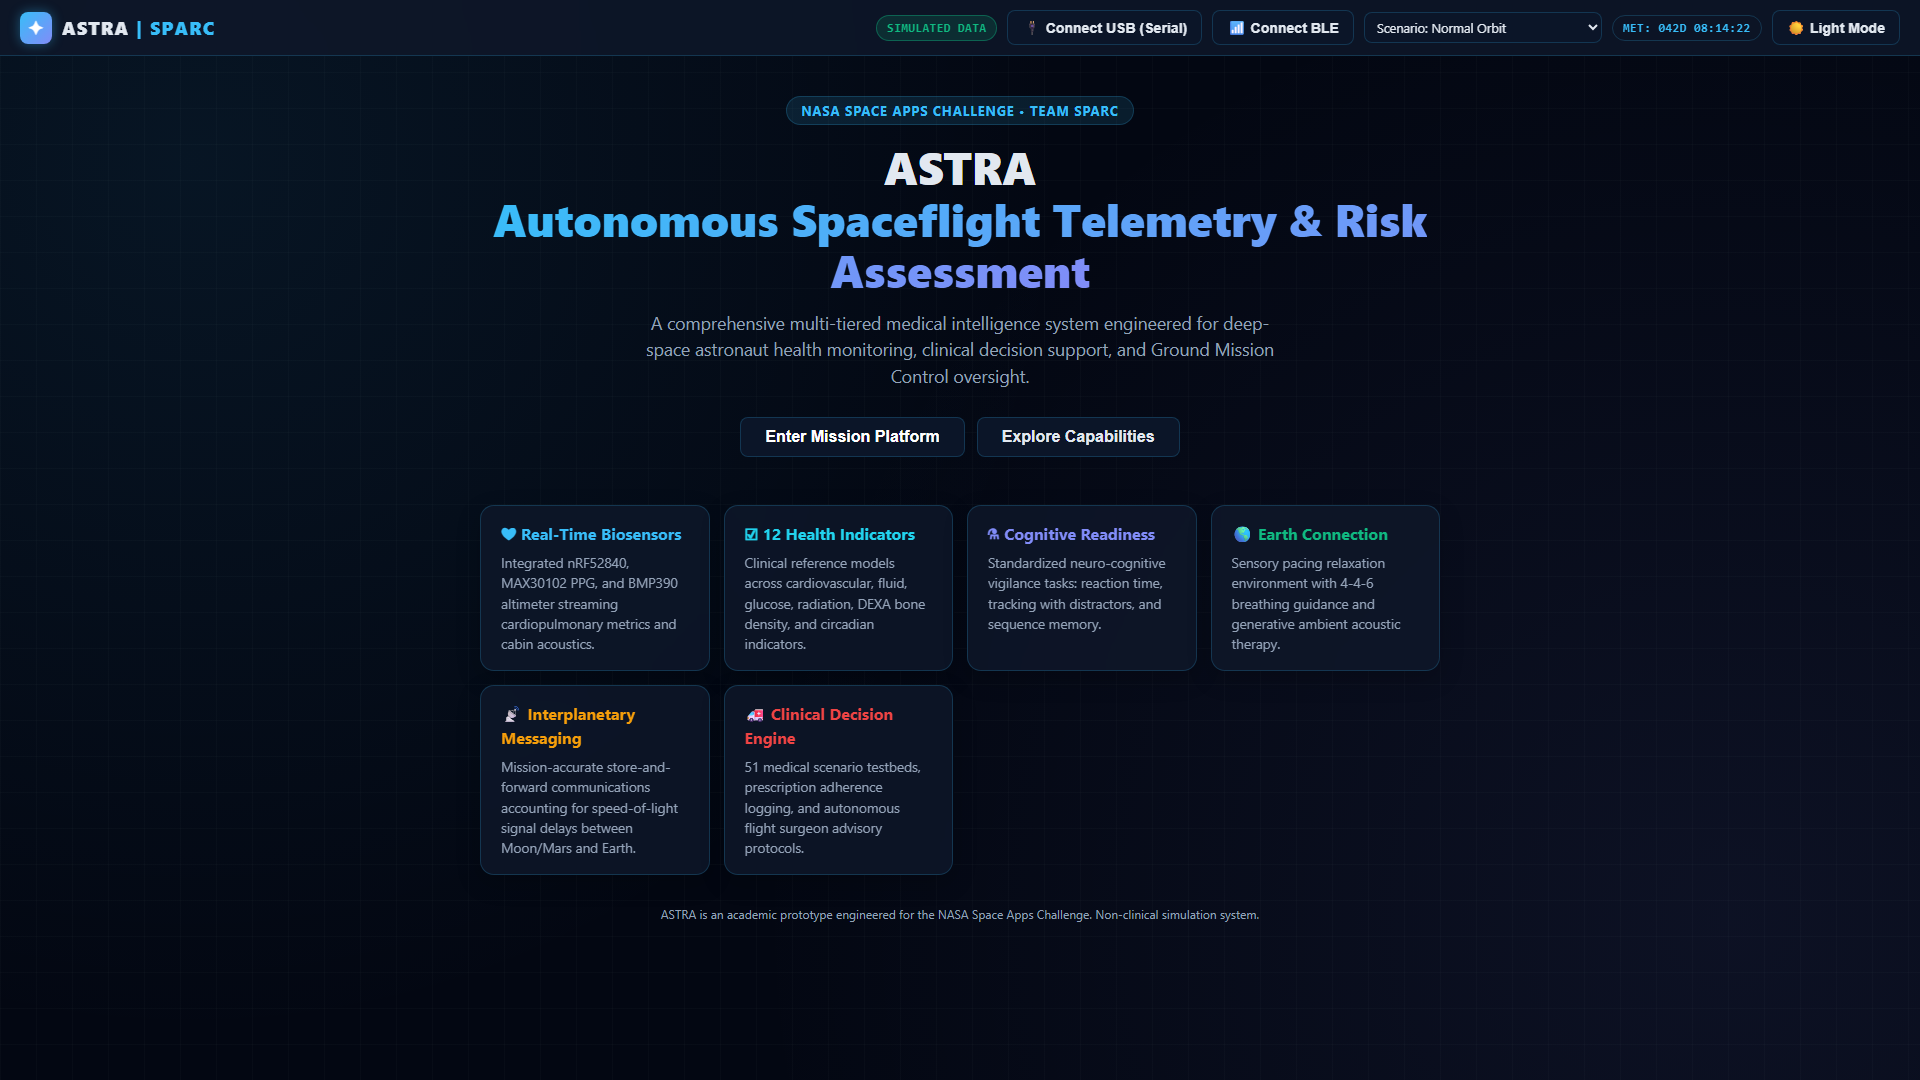 ASTRA | SPARC
SIMULATED DATA
Connect USB (Serial)
Connect BLE
Scenario: Normal Orbit
MET: 042D 08:14:22
Light Mode
NASA SPACE APPS CHALLENGE • TEAM SPARC
ASTRA
Autonomous Spaceflight Telemetry & Risk
Assessment
A comprehensive multi-tiered medical intelligence system engineered for deep-
space astronaut health monitoring, clinical decision support, and Ground Mission
Control oversight.
Enter Mission Platform
Explore Capabilities
Real-Time Biosensors
Integrated nRF52840,
MAX30102 PPG, and BMP390
altimeter streaming
cardiopulmonary metrics and
cabin acoustics.
12 Health Indicators
Clinical reference models
across cardiovascular, fluid,
glucose, radiation, DEXA bone
density, and circadian
indicators.
Cognitive Readiness
Standardized neuro-cognitive
vigilance tasks: reaction time,
tracking with distractors, and
sequence memory.
Earth Connection
Sensory pacing relaxation
environment with 4-4-6
breathing guidance and
generative ambient acoustic
therapy.
Interplanetary
Messaging
Mission-accurate store-and-
forward communications
accounting for speed-of-light
signal delays between
Moon/Mars and Earth.
Clinical Decision
Engine
51 medical scenario testbeds,
prescription adherence
logging, and autonomous
flight surgeon advisory
protocols.
ASTRA is an academic prototype engineered for the NASA Space Apps Challenge. Non-clinical simulation system.